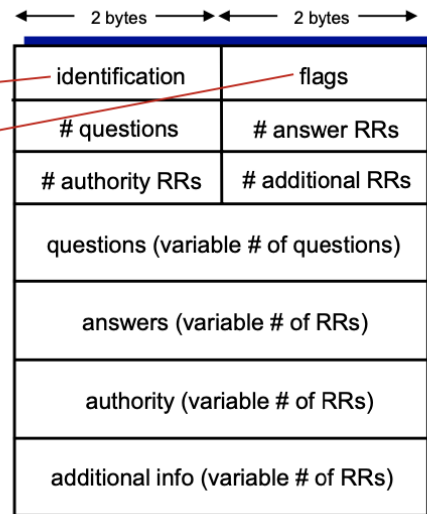 2 bytes 2 bytes
identification flags
# questions # answer RRs
# authority RRs # additional RRs
questions (variable # of questions)
answers (variable # of RRs)
authority (variable # of RRs)
additional info (variable # of RRs)